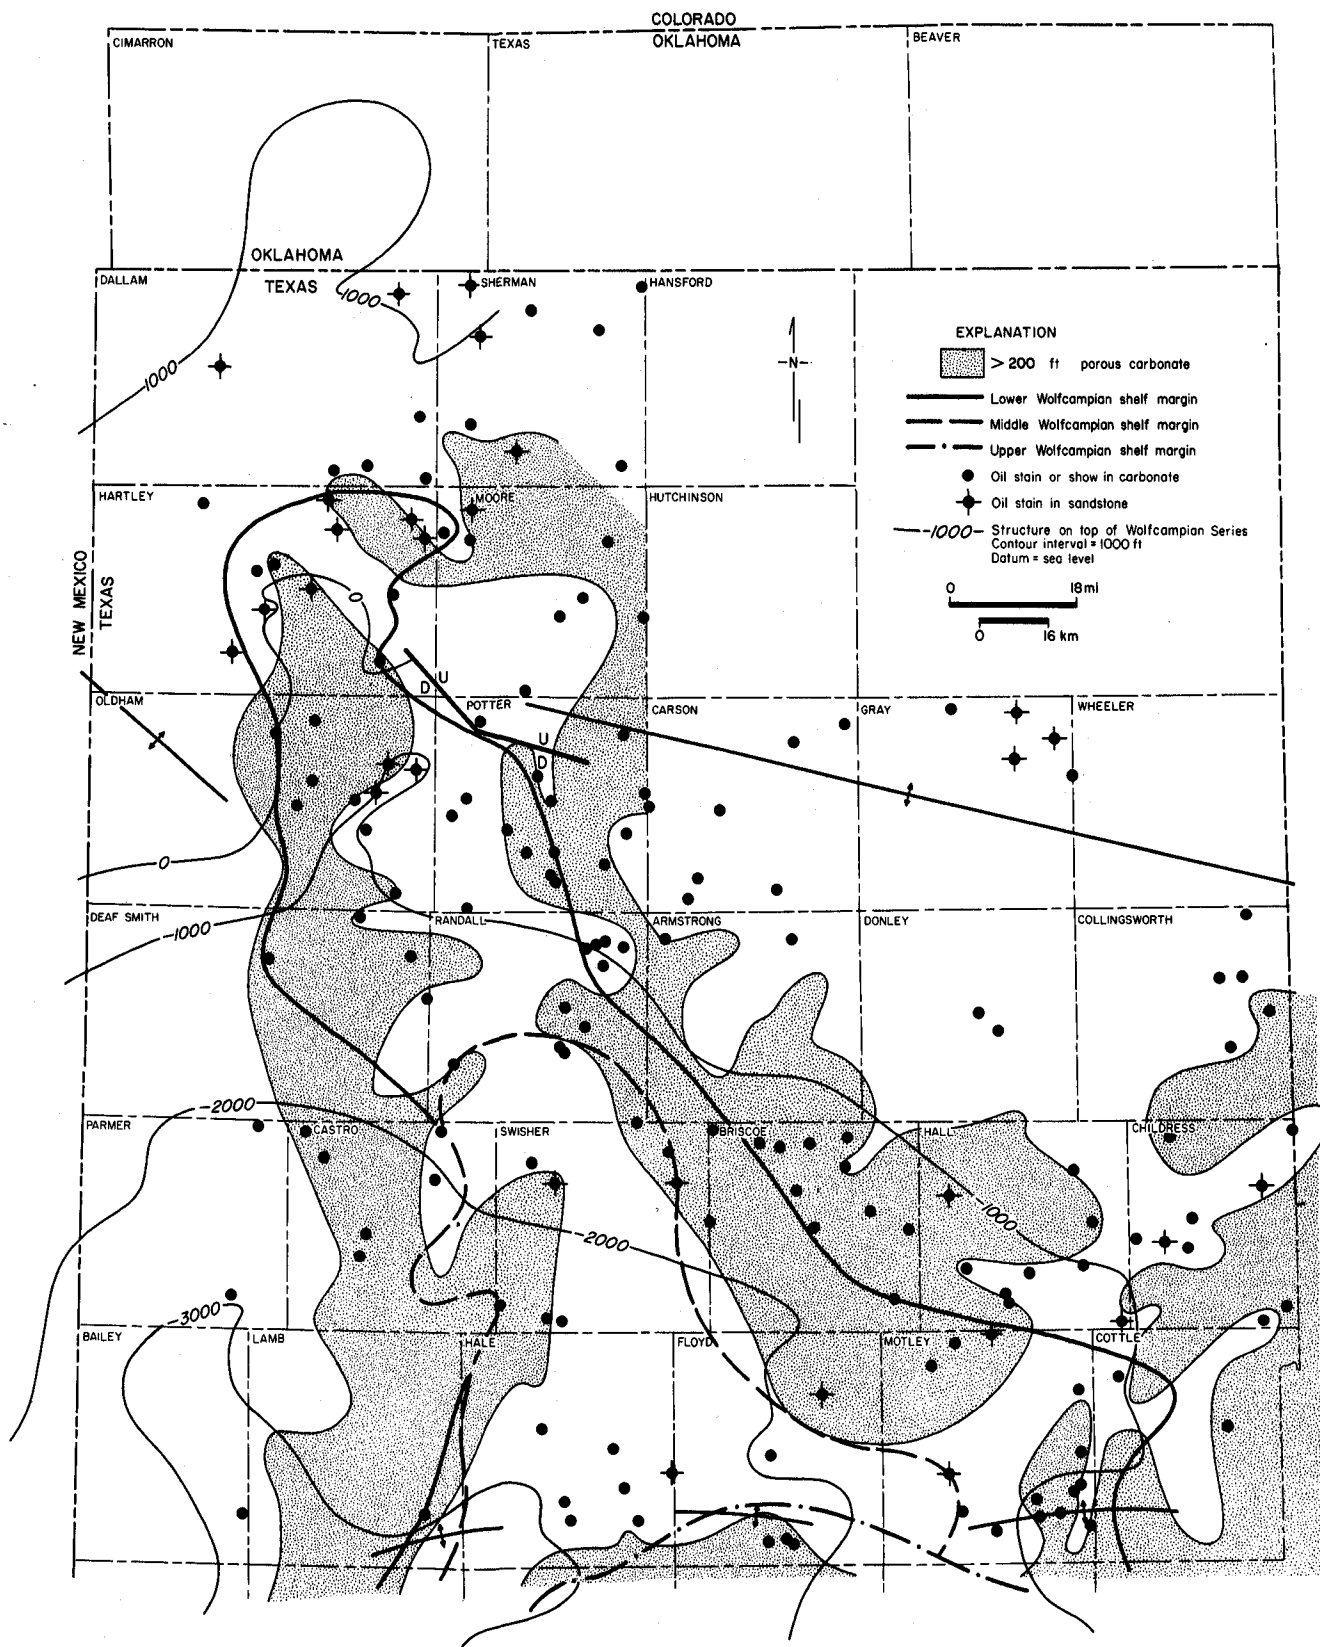 COLORADO
OKLAHOMA
CIMARRON
TEXAS
BEAVER
OKLAHOMA
TEXAS
DALLAM
SHERMAN
HANSFORD
1000
1000
N
EXPLANATION
>200 ft porous carbonate
Lower Wolfcampian shelf margin
Middle Wolfcampian shelf margin
Upper Wolfcampian shelf margin
Oil stain or show in carbonate
Oil stain in sandstone
-1000 Structure on top of Wolfcampian Series
Contour interval = 1000 ft
Datum = sea level
0 18mi
0 16 km
HARTLEY
MOORE
HUTCHINSON
NEW MEXICO
TEXAS
0
U
D
OLDHAM
POTTER
CARSON
GRAY
WHEELER
U
D
0
DEAF SMITH
RANDALL
ARMSTRONG
DONLEY
COLLINGSWORTH
-1000
-2000
PARMER
CASTRO
SWISHER
BRISCOE
HALL
CHILDRESS
-1000
-2000
-3000
BAILEY
LAMB
HALE
FLOYD
MOTLEY
COTTLE